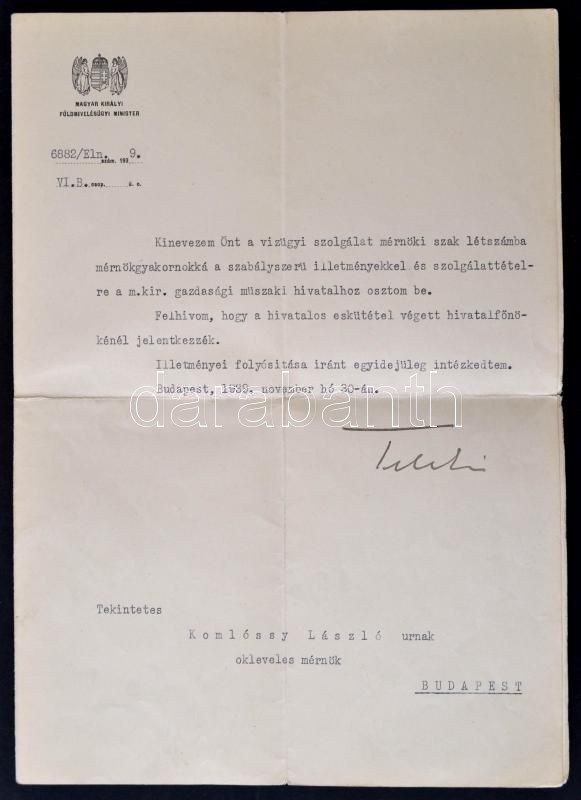 MAGYAR KIRÁLYI
FÖLDMIVELÉSÜGYI MINISTER
6882/Eln. szám. 193 9.
VI.B. csop. ü. o.
Kinevezem Önt a vizügyi szolgálat mérnöki szak létszámba
mérnökgyakornokká a szabályszerü illetményekkel és szolgálattétel-
re a m.kir. gazdasági müszaki hivatalhoz osztom be.
Felhivom, hogy a hivatalos eskütétel végett hivatalfőnö-
kénél jelentkezzék.
Illetményei folyósitása iránt egyidejüleg intézkedtem.
Budapest, 1939. november hó 30-án.
darabanth
Teleki
Tekintetes
Komlóssy László urnak
okleveles mérnök
BUDAPEST